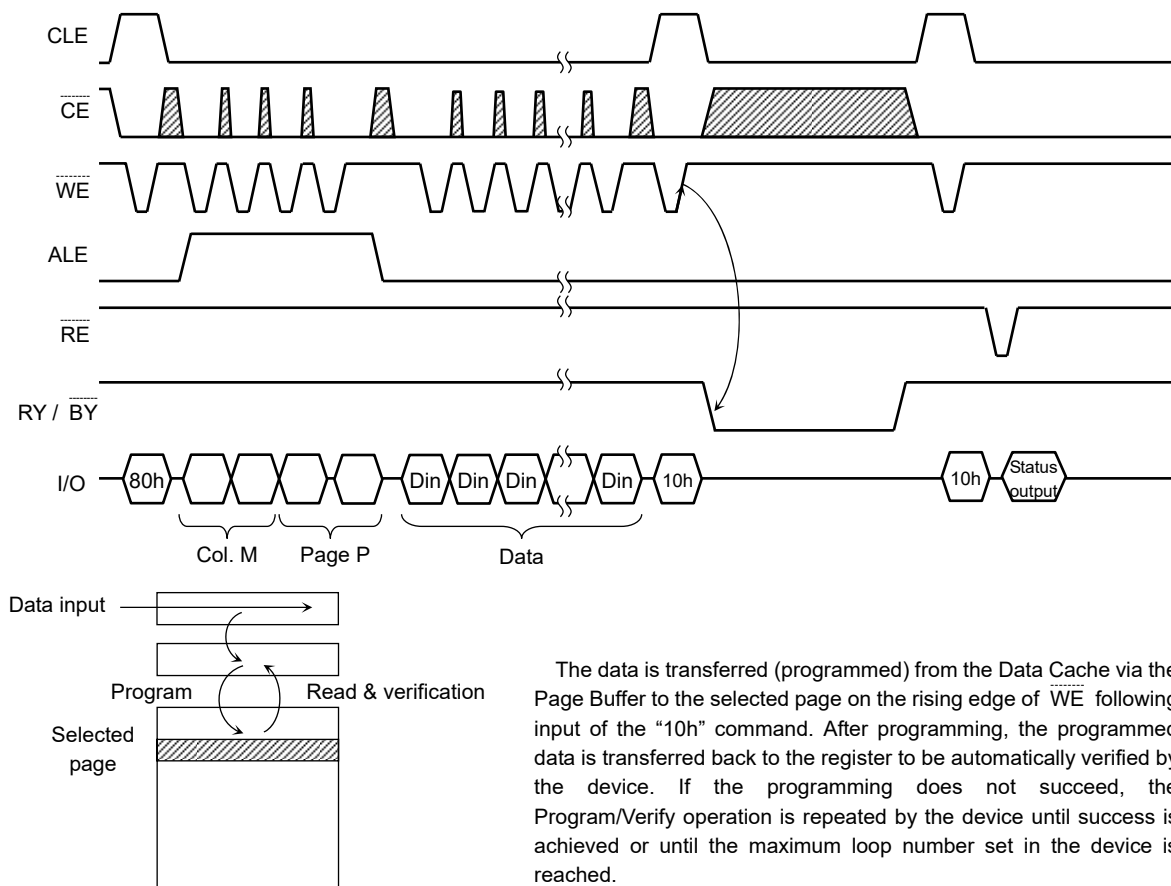 CLE
CE
WE
ALE
RE
RY / BY
I/O
80h
Din
Din
Din
Din
10h
10h
Status
output
Col. M
Page P
Data
Data input
Program
Read & verification
Selected
page
The data is transferred (programmed) from the Data Cache via the
Page Buffer to the selected page on the rising edge of WE following
input of the “10h” command. After programming, the programmed
data is transferred back to the register to be automatically verified by
the device. If the programming does not succeed, the
Program/Verify operation is repeated by the device until success is
achieved or until the maximum loop number set in the device is
reached.